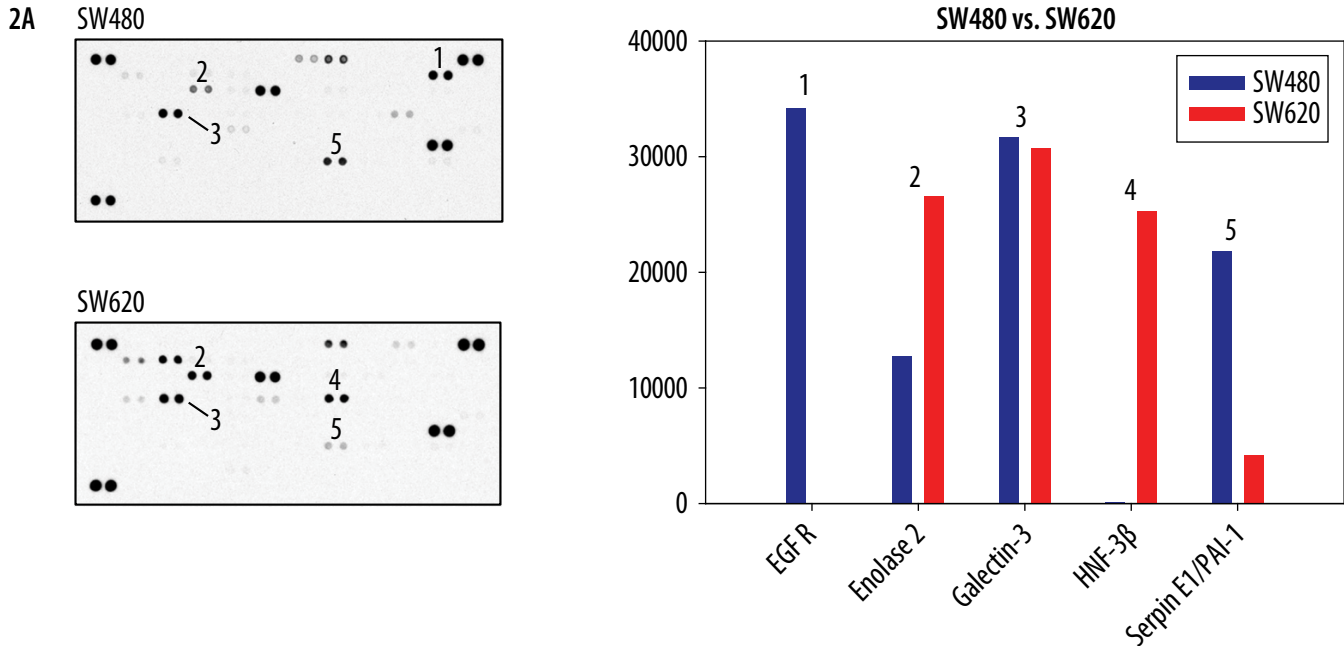 2A SW480
1
2
3
5
SW620
2
4
3
5
SW480 vs. SW620
40000
30000
20000
10000
0
1
2
3
4
5
SW480
SW620
EGF R
Enolase 2
Galectin-3
HNF-3β
Serpin E1/PAI-1